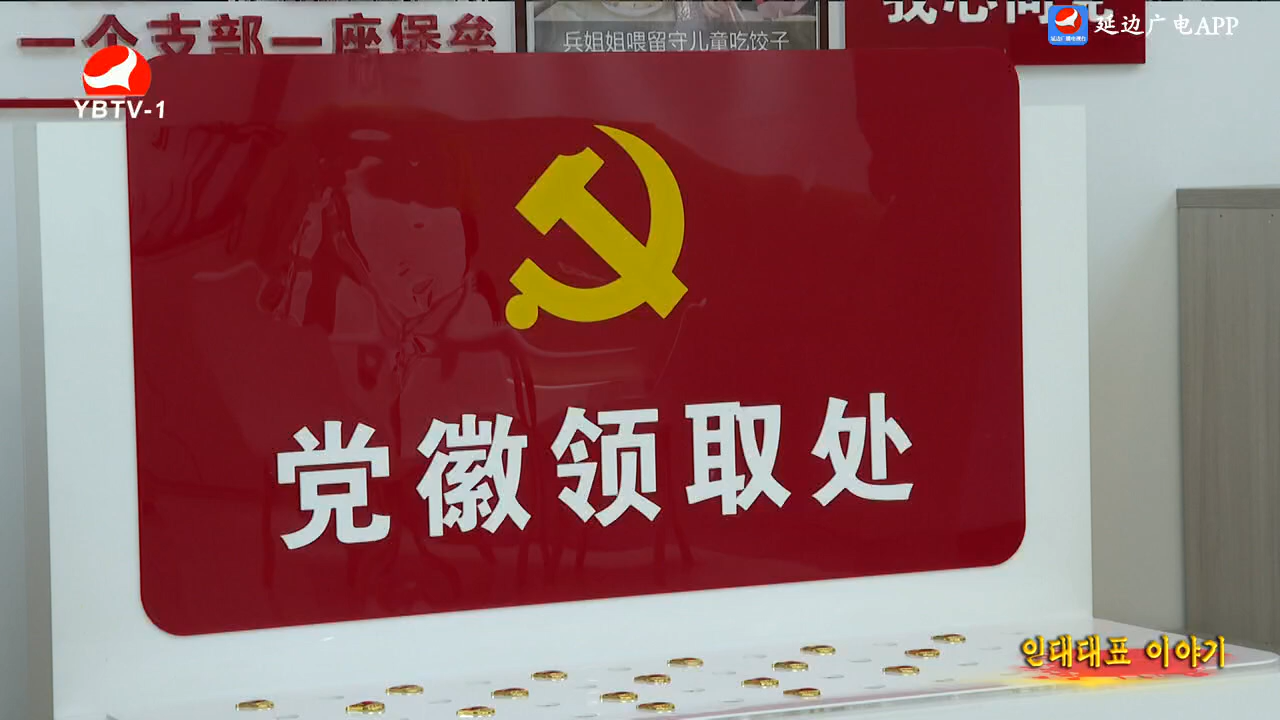 一个支部一座堡垒
兵姐姐喂留守儿童吃饺子
延边广电APP
YBTV-1
党徽领取处
인대대표 이야기